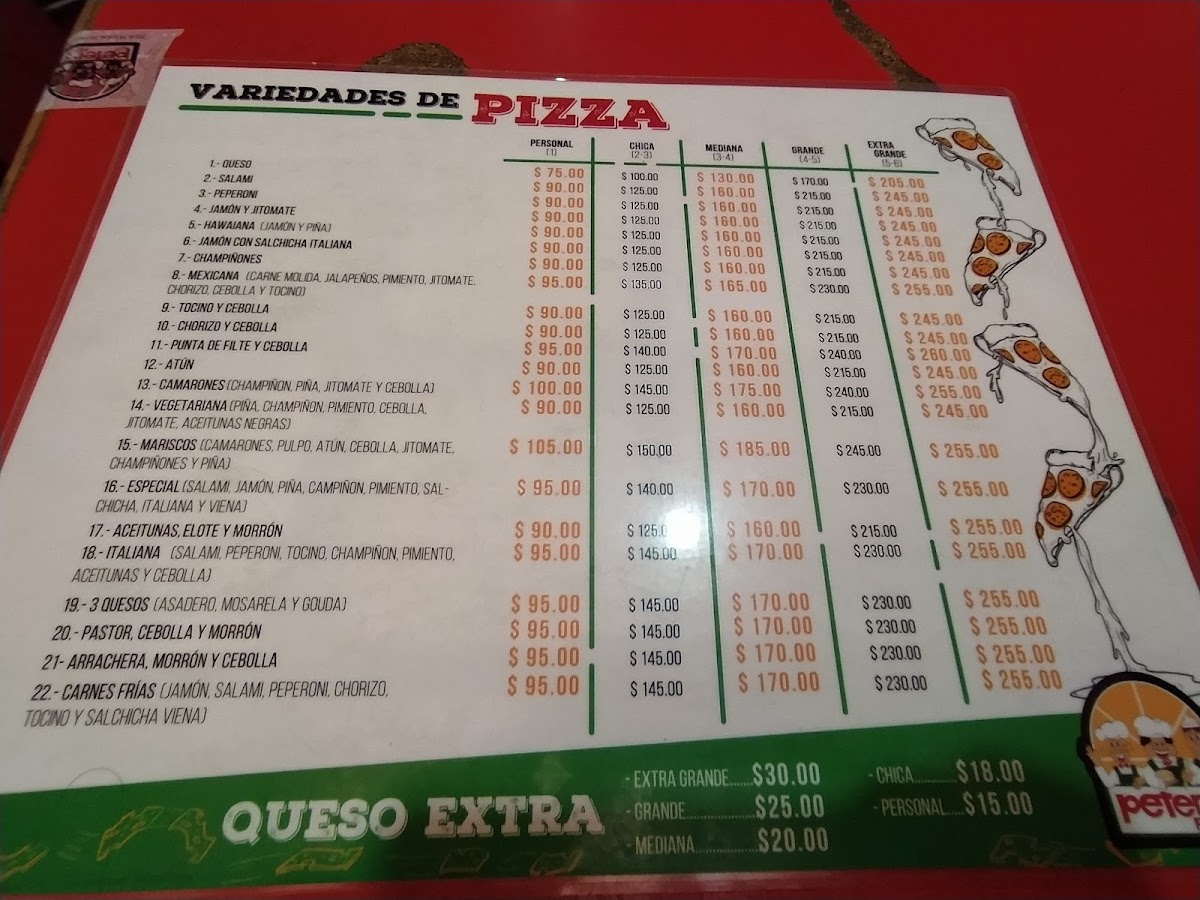 VARIEDADES DE PIZZA
PERSONAL (1) CHICA (2-3) MEDIANA (3-4) GRANDE (4-5) EXTRA GRANDE (5-6)
1.- QUESO $ 75.00 $ 100.00 $ 130.00 $ 170.00 $ 205.00
2.- SALAMI $ 90.00 $ 125.00 $ 160.00 $ 215.00 $ 245.00
3.- PEPERONI $ 90.00 $ 125.00 $ 160.00 $ 215.00 $ 245.00
4.- JAMÓN Y JITOMATE $ 90.00 $ 125.00 $ 160.00 $ 215.00 $ 245.00
5.- HAWAIANA (JAMÓN Y PIÑA) $ 90.00 $ 125.00 $ 160.00 $ 215.00 $ 245.00
6.- JAMÓN CON SALCHICHA ITALIANA $ 90.00 $ 125.00 $ 160.00 $ 215.00 $ 245.00
7.- CHAMPIÑONES $ 90.00 $ 125.00 $ 160.00 $ 215.00 $ 245.00
8.- MEXICANA (CARNE MOLIDA, JALAPEÑOS, PIMIENTO, JITOMATE, $ 95.00 $ 135.00 $ 165.00 $ 230.00 $ 255.00
CHORIZO, CEBOLLA Y TOCINO)
9.- TOCINO Y CEBOLLA $ 90.00 $ 125.00 $ 160.00 $ 215.00 $ 245.00
10.- CHORIZO Y CEBOLLA $ 90.00 $ 125.00 $ 160.00 $ 215.00 $ 245.00
11.- PUNTA DE FILTE Y CEBOLLA $ 95.00 $ 140.00 $ 170.00 $ 240.00 $ 260.00
12.- ATÚN $ 90.00 $ 125.00 $ 160.00 $ 215.00 $ 245.00
13.- CAMARONES (CHAMPIÑON, PIÑA, JITOMATE Y CEBOLLA) $ 100.00 $ 145.00 $ 175.00 $ 240.00 $ 255.00
14.- VEGETARIANA (PIÑA, CHAMPIÑON, PIMIENTO, CEBOLLA, $ 90.00 $ 125.00 $ 160.00 $ 215.00 $ 245.00
JITOMATE, ACEITUNAS NEGRAS)
15.- MARISCOS (CAMARONES, PULPO, ATÚN, CEBOLLA, JITOMATE, $ 105.00 $ 150.00 $ 185.00 $ 245.00 $ 255.00
CHAMPIÑONES Y PIÑA)
16.- ESPECIAL (SALAMI, JAMÓN, PIÑA, CAMPIÑON, PIMIENTO, SAL- $ 95.00 $ 140.00 $ 170.00 $ 230.00 $ 255.00
CHICHA, ITALIANA Y VIENA)
17.- ACEITUNAS, ELOTE Y MORRÓN $ 90.00 $ 125.0 $ 160.00 $ 215.00 $ 255.00
18.- ITALIANA (SALAMI, PEPERONI, TOCINO, CHAMPIÑON, PIMIENTO, $ 95.00 $ 145.00 $ 170.00 $ 230.00 $ 255.00
ACEITUNAS Y CEBOLLA)
19.- 3 QUESOS (ASADERO, MOSARELA Y GOUDA) $ 95.00 $ 145.00 $ 170.00 $ 230.00 $ 255.00
20.- PASTOR, CEBOLLA Y MORRÓN $ 95.00 $ 145.00 $ 170.00 $ 230.00 $ 255.00
21- ARRACHERA, MORRÓN Y CEBOLLA $ 95.00 $ 145.00 $ 170.00 $ 230.00 $ 255.00
22.- CARNES FRÍAS (JAMÓN, SALAMI, PEPERONI, CHORIZO, $ 95.00 $ 145.00 $ 170.00 $ 230.00 $ 255.00
TOCINO Y SALCHICHA VIENA)
QUESO EXTRA
- EXTRA GRANDE......$30.00
- GRANDE..................$25.00
- MEDIANA................$20.00
- CHICA...........$18.00
- PERSONAL....$15.00
pete